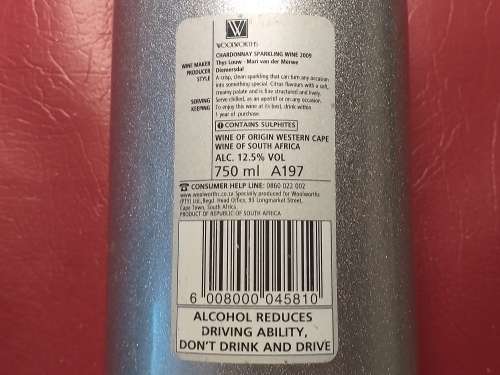 W
WOOLWORTHS
CHARDONNAY SPARKLING WINE 2009
WINE MAKER Thys Louw - Mari van der Merwe
PRODUCER Diemersdal
STYLE A crisp, clean sparkling that can turn any occasion
into something special. Citrus flavours with a soft,
creamy palate and is fine structured and lively.
SERVING Serve chilled, as an aperitif or on any occasion.
KEEPING To enjoy this wine at its best, drink within
1 year of purchase.
CONTAINS SULPHITES
WINE OF ORIGIN WESTERN CAPE
WINE OF SOUTH AFRICA
ALC. 12.5% VOL
750 ml A197
CONSUMER HELP LINE: 0860 022 002
www.woolworths.co.za Specially produced for Woolworths
(PTY) Ltd., Regd. Head Office, 93 Longmarket Street,
Cape Town, South Africa
PRODUCT OF REPUBLIC OF SOUTH AFRICA
6 008000 045810
ALCOHOL REDUCES
DRIVING ABILITY,
DON'T DRINK AND DRIVE